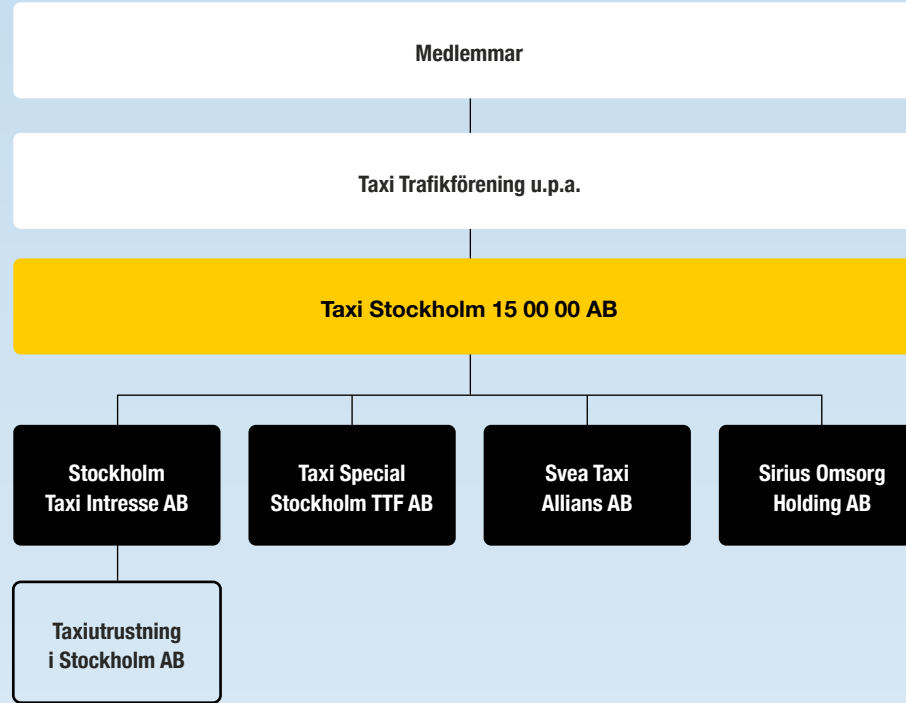 Medlemmar
Taxi Trafikförening u.p.a.
Taxi Stockholm 15 00 00 AB
Stockholm
Taxi Intresse AB
Taxi Special
Stockholm TTF AB
Svea Taxi
Allians AB
Sirius Omsorg
Holding AB
Taxiutrustning
i Stockholm AB